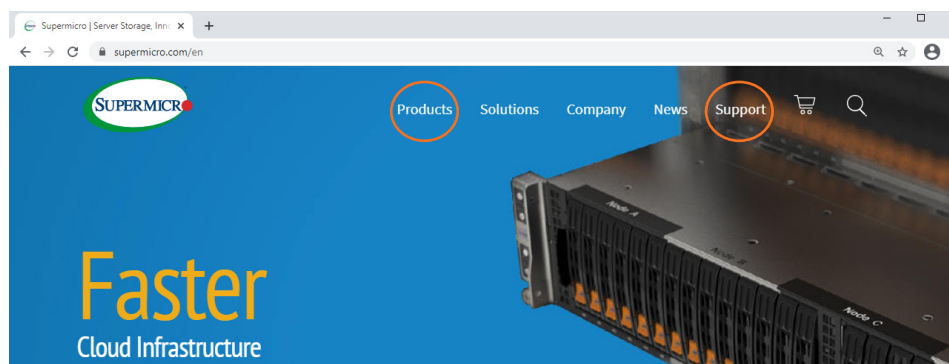 Supermicro | Server Storage, Inno
supermicro.com/en
SUPERMICR
Products Solutions Company News Support
Node A
Node B
Node C
Faster
Cloud Infrastructure